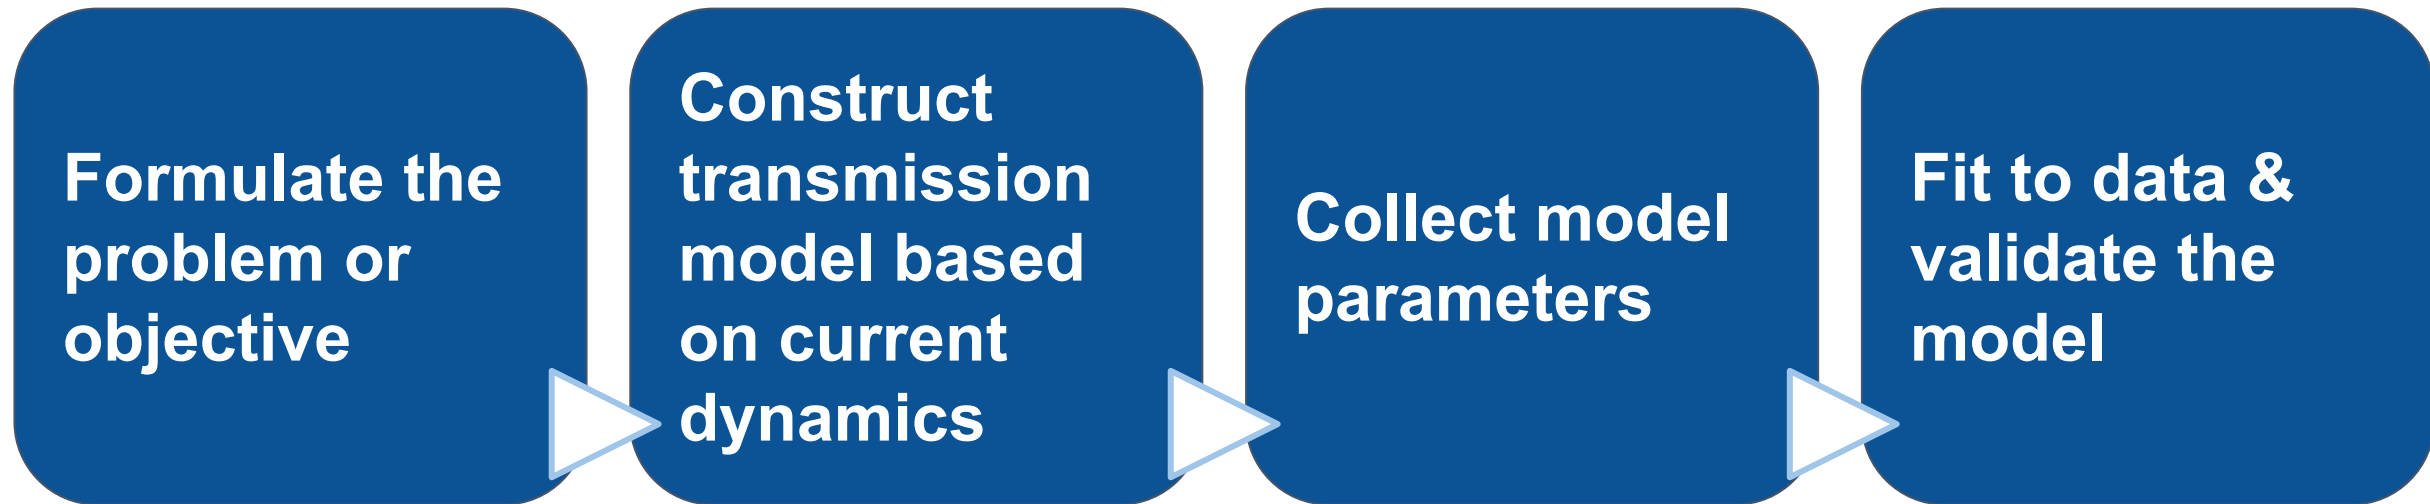 Formulate the
problem or
objective
Construct
transmission
model based
on current
dynamics
Collect model
parameters
Fit to data &
validate the
model